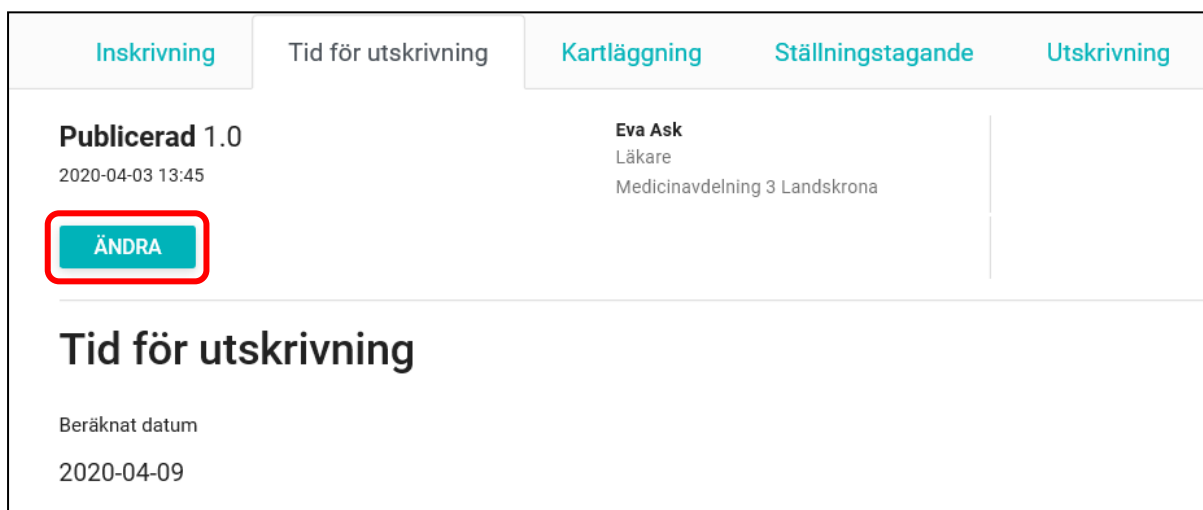 Inskrivning Tid för utskrivning Kartläggning Ställningstagande Utskrivning
Publicerad 1.0
2020-04-03 13:45
Eva Ask
Läkare
Medicinavdelning 3 Landskrona
ÄNDRA
Tid för utskrivning
Beräknat datum
2020-04-09